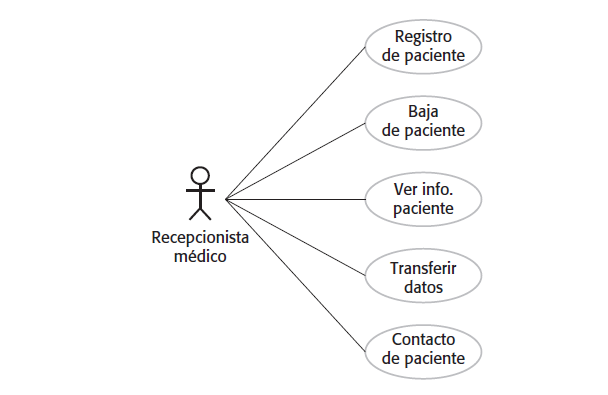 Registro
de paciente
Baja
de paciente
Ver info.
paciente
Recepcionista
médico
Transferir
datos
Contacto
de paciente